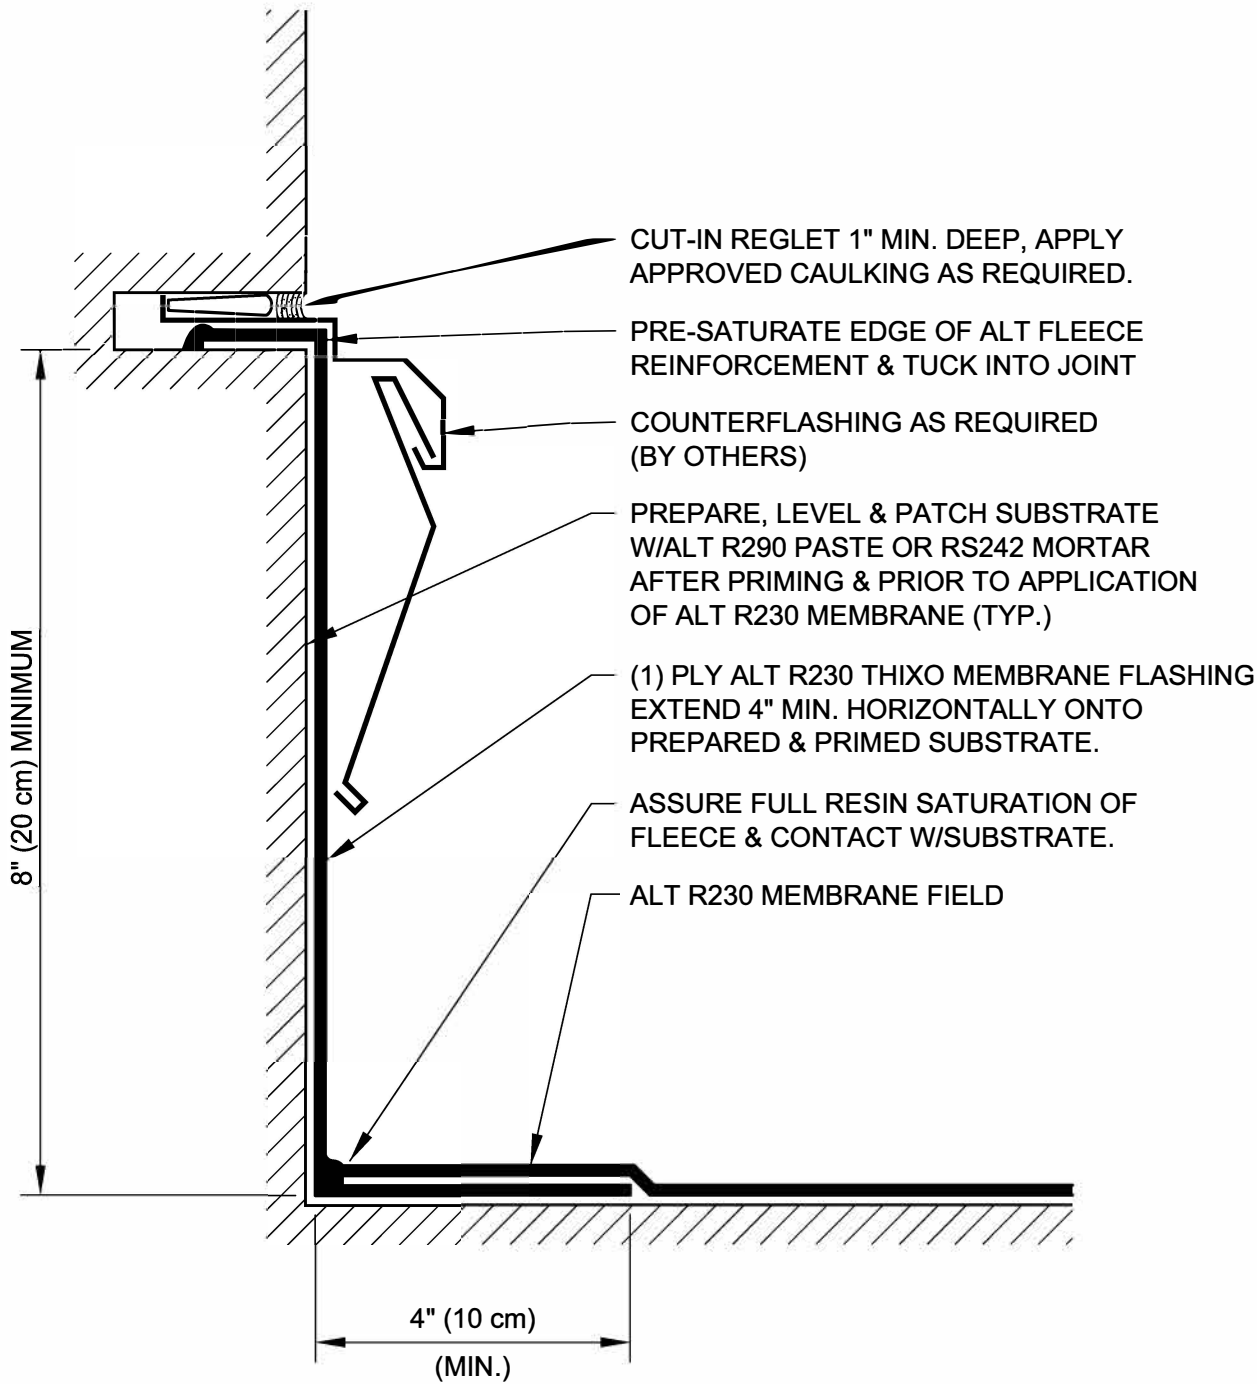 CUT-IN REGLET 1" MIN. DEEP, APPLY
APPROVED CAULKING AS REQUIRED.
PRE-SATURATE EDGE OF ALT FLEECE
REINFORCEMENT & TUCK INTO JOINT
COUNTERFLASHING AS REQUIRED
(BY OTHERS)
PREPARE, LEVEL & PATCH SUBSTRATE
W/ALT R290 PASTE OR RS242 MORTAR
AFTER PRIMING & PRIOR TO APPLICATION
OF ALT R230 MEMBRANE (TYP.)
(1) PLY ALT R230 THIXO MEMBRANE FLASHING
EXTEND 4" MIN. HORIZONTALLY ONTO
PREPARED & PRIMED SUBSTRATE.
ASSURE FULL RESIN SATURATION OF
FLEECE & CONTACT W/SUBSTRATE.
ALT R230 MEMBRANE FIELD
8" (20 cm) MINIMUM
4" (10 cm)
(MIN.)